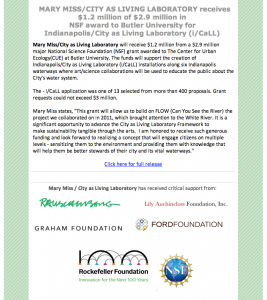 MARY MISS/CITY AS LIVING LABORATORY receives
$1.2 million of $2.9 million in
NSF award to Butler University for
Indianapolis/City as Living Laboratory (i/CaLL)
Mary Miss/City as Living Laboratory will receive $1.2 million from a $2.9 million
major National Science Foundation (NSF) grant awarded to The Center for Urban
Ecology(CUE) at Butler University. The funds will support the creation of
Indianapolis/City as Living Laboratory (I/CaLL) installations along six Indianapolis
waterways where art/science collaborations will be used to educate the public about the
City's water system.
The - I/CaLL application was one of 13 selected from more than 400 proposals. Grant
requests could not exceed $3 million.
Mary Miss states, "This grant will allow us to build on FLOW (Can You See the River) the
project we collaborated on in 2011, which brought attention to the White River. It is a
significant opportunity to advance the City as Living Laboratory Framework to
make sustainability tangible through the arts. I am honored to receive such generous
funding and look forward to realising a concept that will engage citizens on multiple
levels - sensitizing them to the environment and providing them with knowledge that
will help them be better stewards of their city and its vital waterways."
Click here for full release
Mary Miss / City as Living Laboratory has received critical support from:
RAUSCHENBERG
Lily Auchincloss Foundation, Inc.
GRAHAM FOUNDATION
FORDFOUNDATION
Rockefeller Foundation
Innovation for the Next 100 Years
NSF